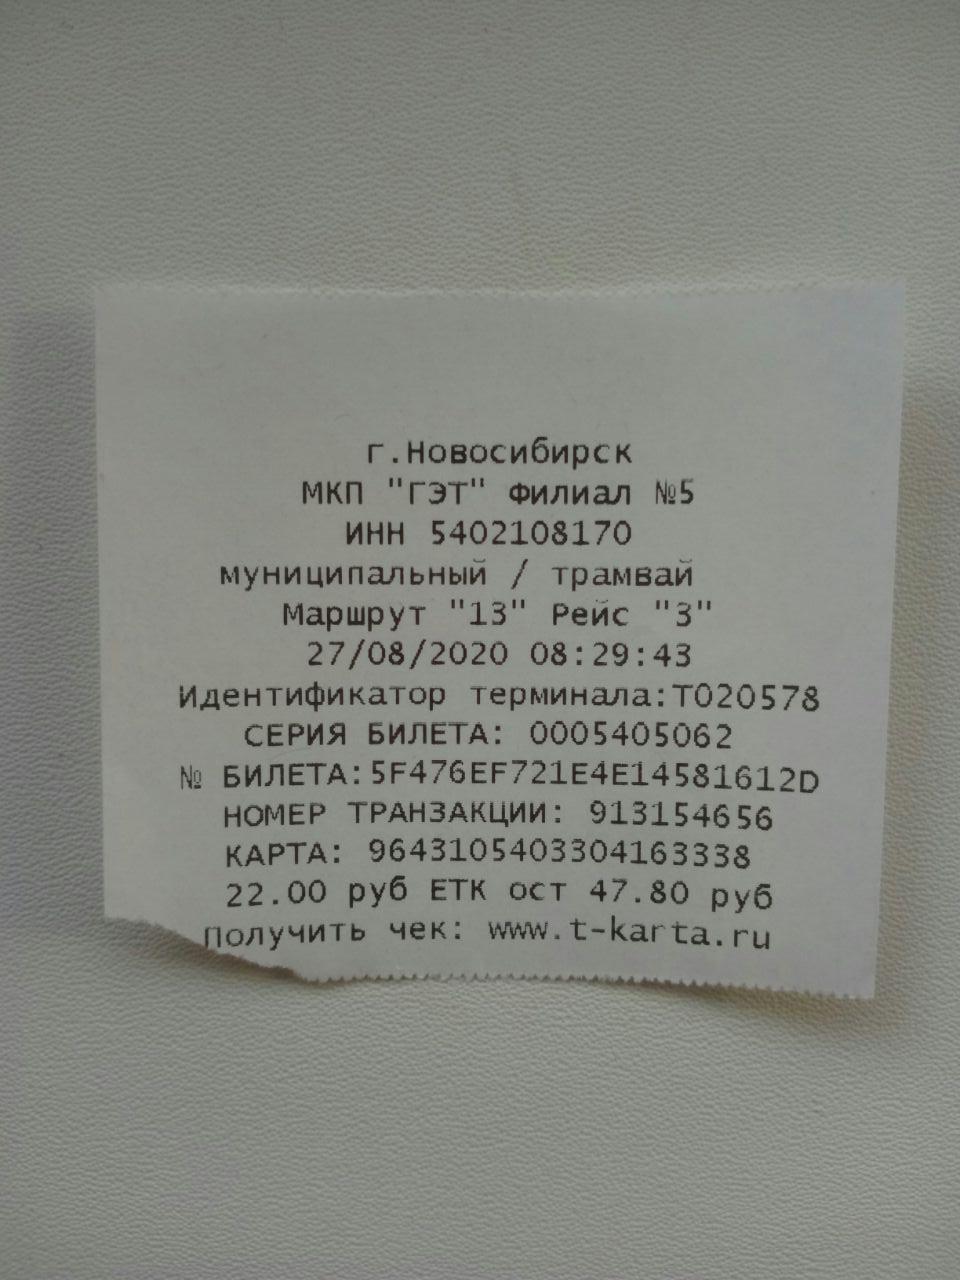 г.Новосибирск
МКП "ГЭТ" Филиал №5
ИНН 5402108170
муниципальный / трамвай
Маршрут "13" Рейс "3"
27/08/2020 08:29:43
Идентификатор терминала:T020578
СЕРИЯ БИЛЕТА: 0005405062
№ БИЛЕТА:5F476EF721E4E14581612D
НОМЕР ТРАНЗАКЦИИ: 913154656
КАРТА: 9643105403304163338
22.00 руб ЕТК ост 47.80 руб
Получить чек: www.t-karta.ru